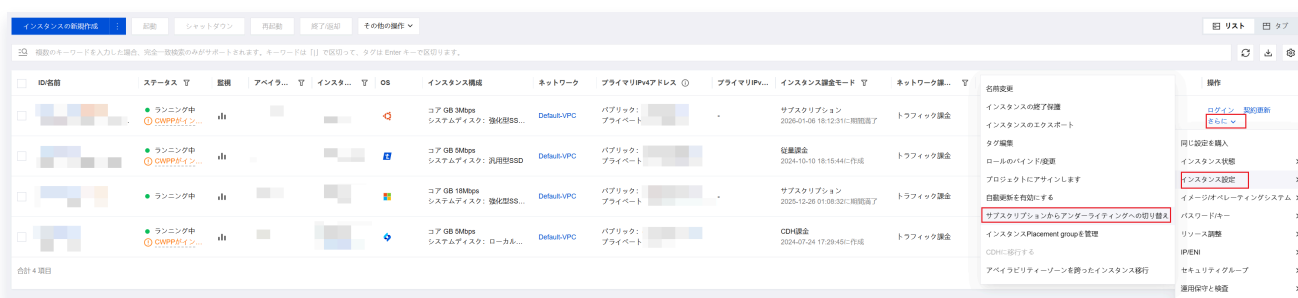 インスタンスの新規作成 起動 シャットダウン 再起動 終了/返却 その他の操作 リスト タブ
複数のキーワードを入力した場合、完全一致検索のみがサポートされます。キーワードは「|」で区切って、タグは Enter キーで区切ります。
ID/名前 ステータス 監視 アベイラ... インスタ... OS インスタンス構成 ネットワーク プライマリIPv4アドレス プライマリIPv... インスタンス課金モード ネットワーク課... 操作
ランニング中 コア GB 3Mbps パブリック: サブスクリプション ログイン 契約更新
CWPPがイン... システムディスク: 強化型SS... Default-VPC プライベート - 2026-01-06 18:12:31に期間満了 トラフィック課金 さらに
ランニング中 コア GB 5Mbps パブリック: 従量課金
CWPPがイン... システムディスク: 汎用型SSD Default-VPC プライベート 2024-10-10 18:15:44に作成 トラフィック課金
ランニング中 コア GB 18Mbps Default-VPC パブリック: サブスクリプション トラフィック課金
システムディスク: 強化型SS... プライベート - 2025-12-26 01:08:32に期間満了
ランニング中 コア GB 5Mbps パブリック: CDH課金
CWPPがイン... システムディスク: ローカル... Default-VPC プライベート 2024-07-24 17:29:45に作成 トラフィック課金
合計 4 項目
名前変更
インスタンスの終了保護
インスタンスのエクスポート
タグ編集
ロールのバインド/変更
プロジェクトにアサインします
自動更新を有効にする
サブスクリプションからアンダーライティングへの切り替え
インスタンスPlacement groupを管理
CDHに移行する
アベイラビリティーゾーンを跨ったインスタンス移行
同じ設定を購入
インスタンス状態
インスタンス設定
イメージ/オペレーティングシステム
パスワード/キー
リソース調整
IP/ENI
セキュリティグループ
運用保守と検査